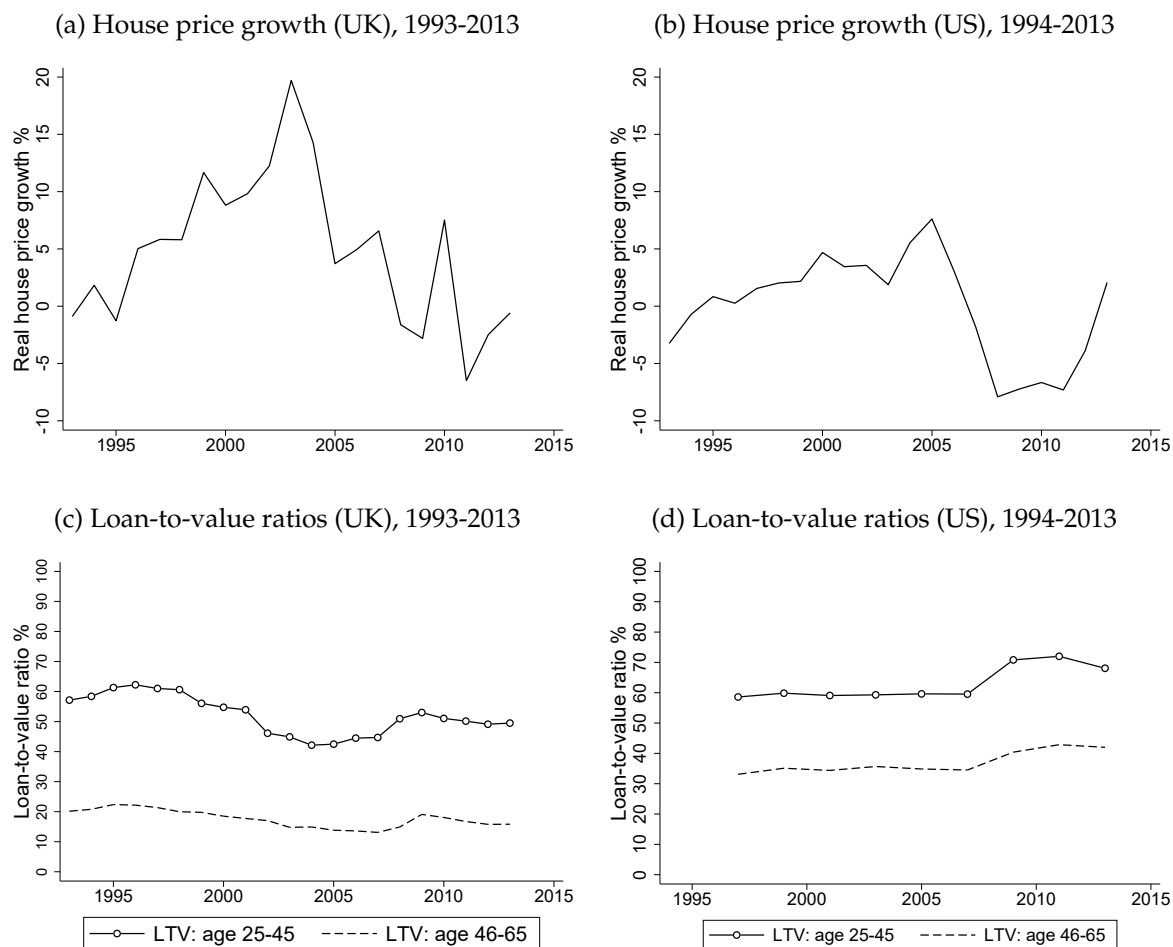 (a) House price growth (UK), 1993-2013
Real house price growth %
20
15
10
5
0
-5
-10
1995 2000 2005 2010 2015
(b) House price growth (US), 1994-2013
Real house price growth %
20
15
10
5
0
-5
-10
1995 2000 2005 2010 2015
(c) Loan-to-value ratios (UK), 1993-2013
Loan-to-value ratio %
100
90
80
70
60
50
40
30
20
10
0
1995 2000 2005 2010 2015
LTV: age 25-45 LTV: age 46-65
(d) Loan-to-value ratios (US), 1994-2013
Loan-to-value ratio %
100
90
80
70
60
50
40
30
20
10
0
1995 2000 2005 2010 2015
LTV: age 25-45 LTV: age 46-65